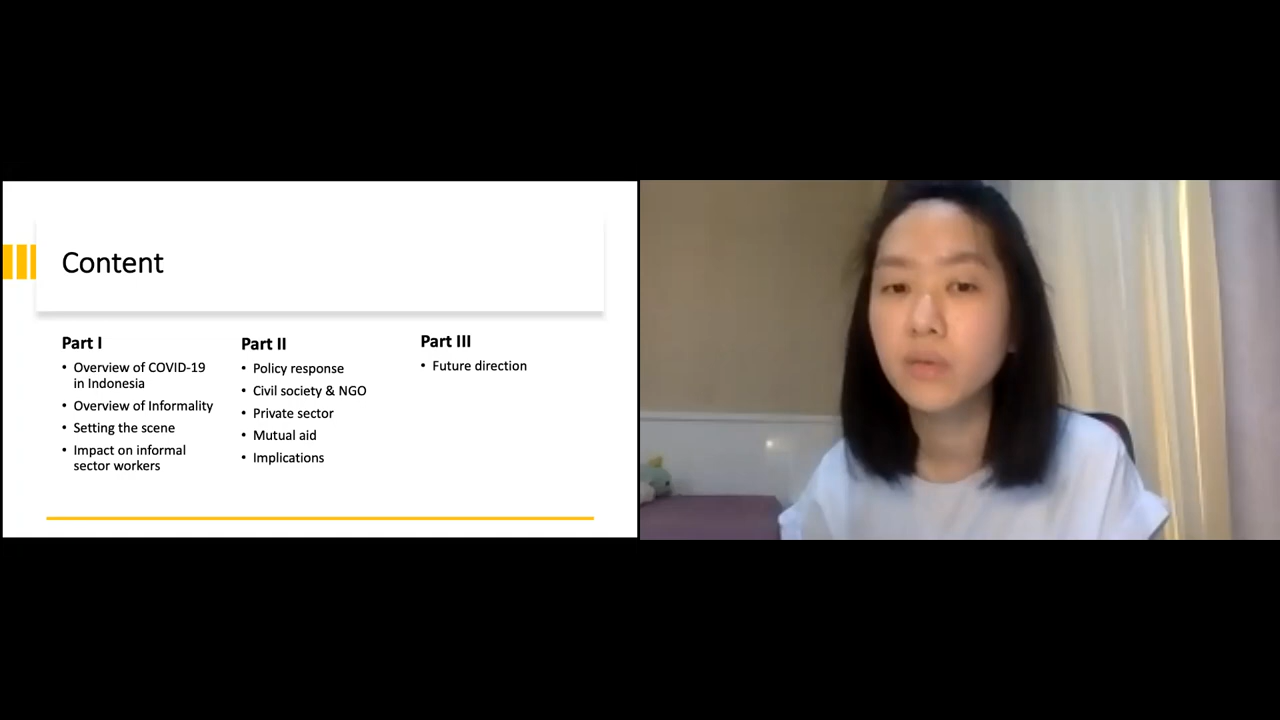 Content
Part I
• Overview of COVID-19
in Indonesia
• Overview of Informality
• Setting the scene
• Impact on informal
sector workers
Part II
• Policy response
• Civil society & NGO
• Private sector
• Mutual aid
• Implications
Part III
• Future direction